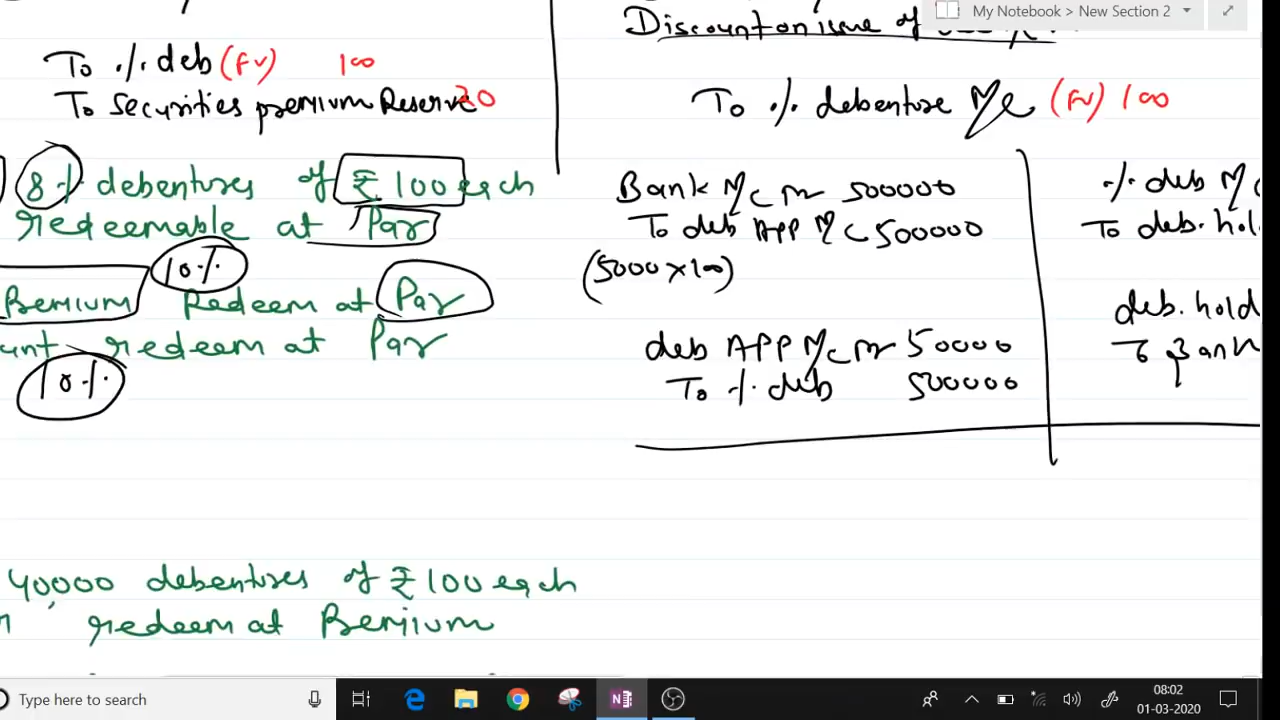 My Notebook > New Section 2
Discount on issue of
To % deb (FV) 100
To Securities premium Reserve 20
To % debenture A/c (FV) 100
8% debentures of ₹ 100 each
redeemable at Par
10%
Premium Redeem at Par
unt redeem at Par
10%
Bank A/c Dr 500000
To deb APP A/c 500000
(5000 x 100)
deb APP A/c Dr 50000
To % deb 500000
% deb A/c
To deb. hol
deb. hold
To Bank
40000 debentures of ₹ 100 each
redeem at Premium
Type here to search
08:02
01-03-2020